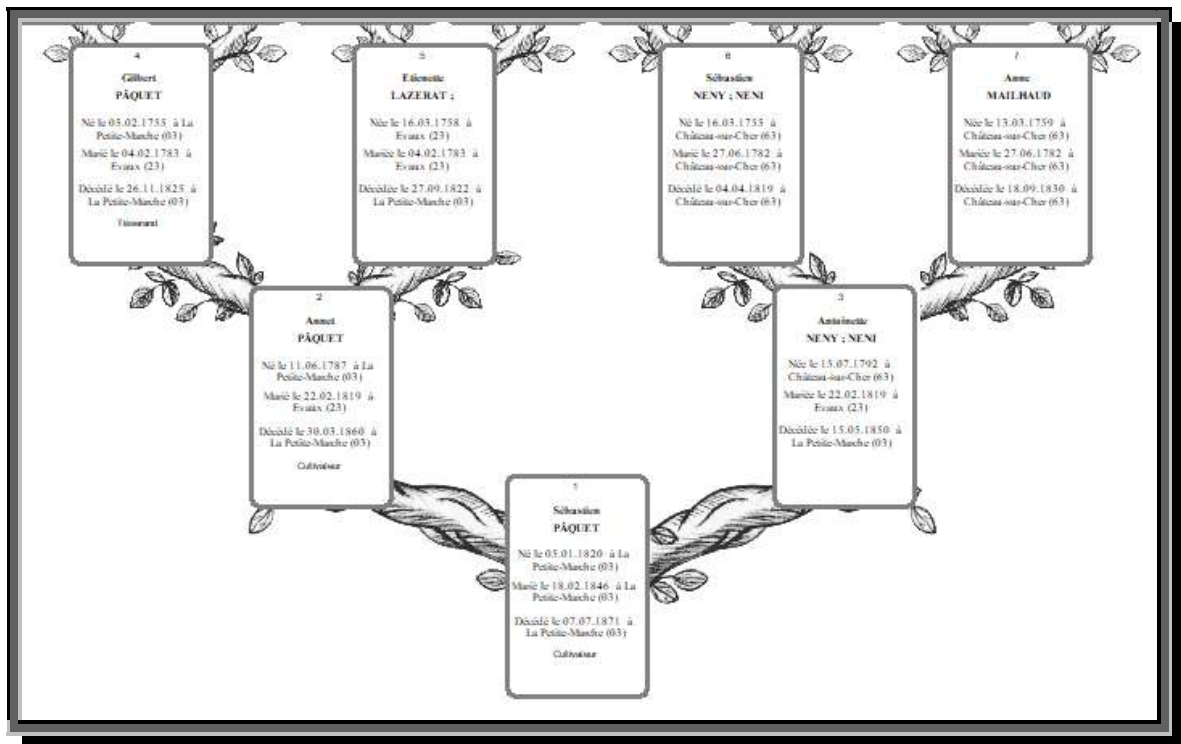 4
Gilbert
PÂQUET
Né le 05.02.1755 à La
Petite-Marche (03)
Marié le 04.02.1783 à
Evaux (23)
Décédé le 26.11.1825 à
La Petite-Marche (03)
Tisserand
5
Etienette
LAZERAT ;
Née le 16.03.1758 à
Evaux (23)
Mariée le 04.02.1783 à
Evaux (23)
Décédée le 27.09.1822 à
La Petite-Marche (03)
6
Sébastien
NENY ; NENI
Né le 16.03.1755 à
Château-sur-Cher (63)
Marié le 27.06.1782 à
Château-sur-Cher (63)
Décédé le 04.04.1819 à
Château-sur-Cher (63)
7
Anne
MAILHAUD
Née le 13.03.1759 à
Château-sur-Cher (63)
Mariée le 27.06.1782 à
Château-sur-Cher (63)
Décédée le 18.09.1830 à
Château-sur-Cher (63)
2
Annet
PÂQUET
Né le 11.06.1787 à La
Petite-Marche (03)
Marié le 22.02.1819 à
Evaux (23)
Décédé le 30.03.1860 à
La Petite-Marche (03)
Cultivateur
3
Antoinette
NENY ; NENI
Née le 15.07.1792 à
Château-sur-Cher (63)
Mariée le 22.02.1819 à
Evaux (23)
Décédée le 15.05.1850 à
La Petite-Marche (03)
1
Sébastien
PÂQUET
Né le 05.01.1820 à La
Petite-Marche (03)
Marié le 18.02.1846 à La
Petite-Marche (03)
Décédé le 07.07.1871 à
La Petite-Marche (03)
Cultivateur